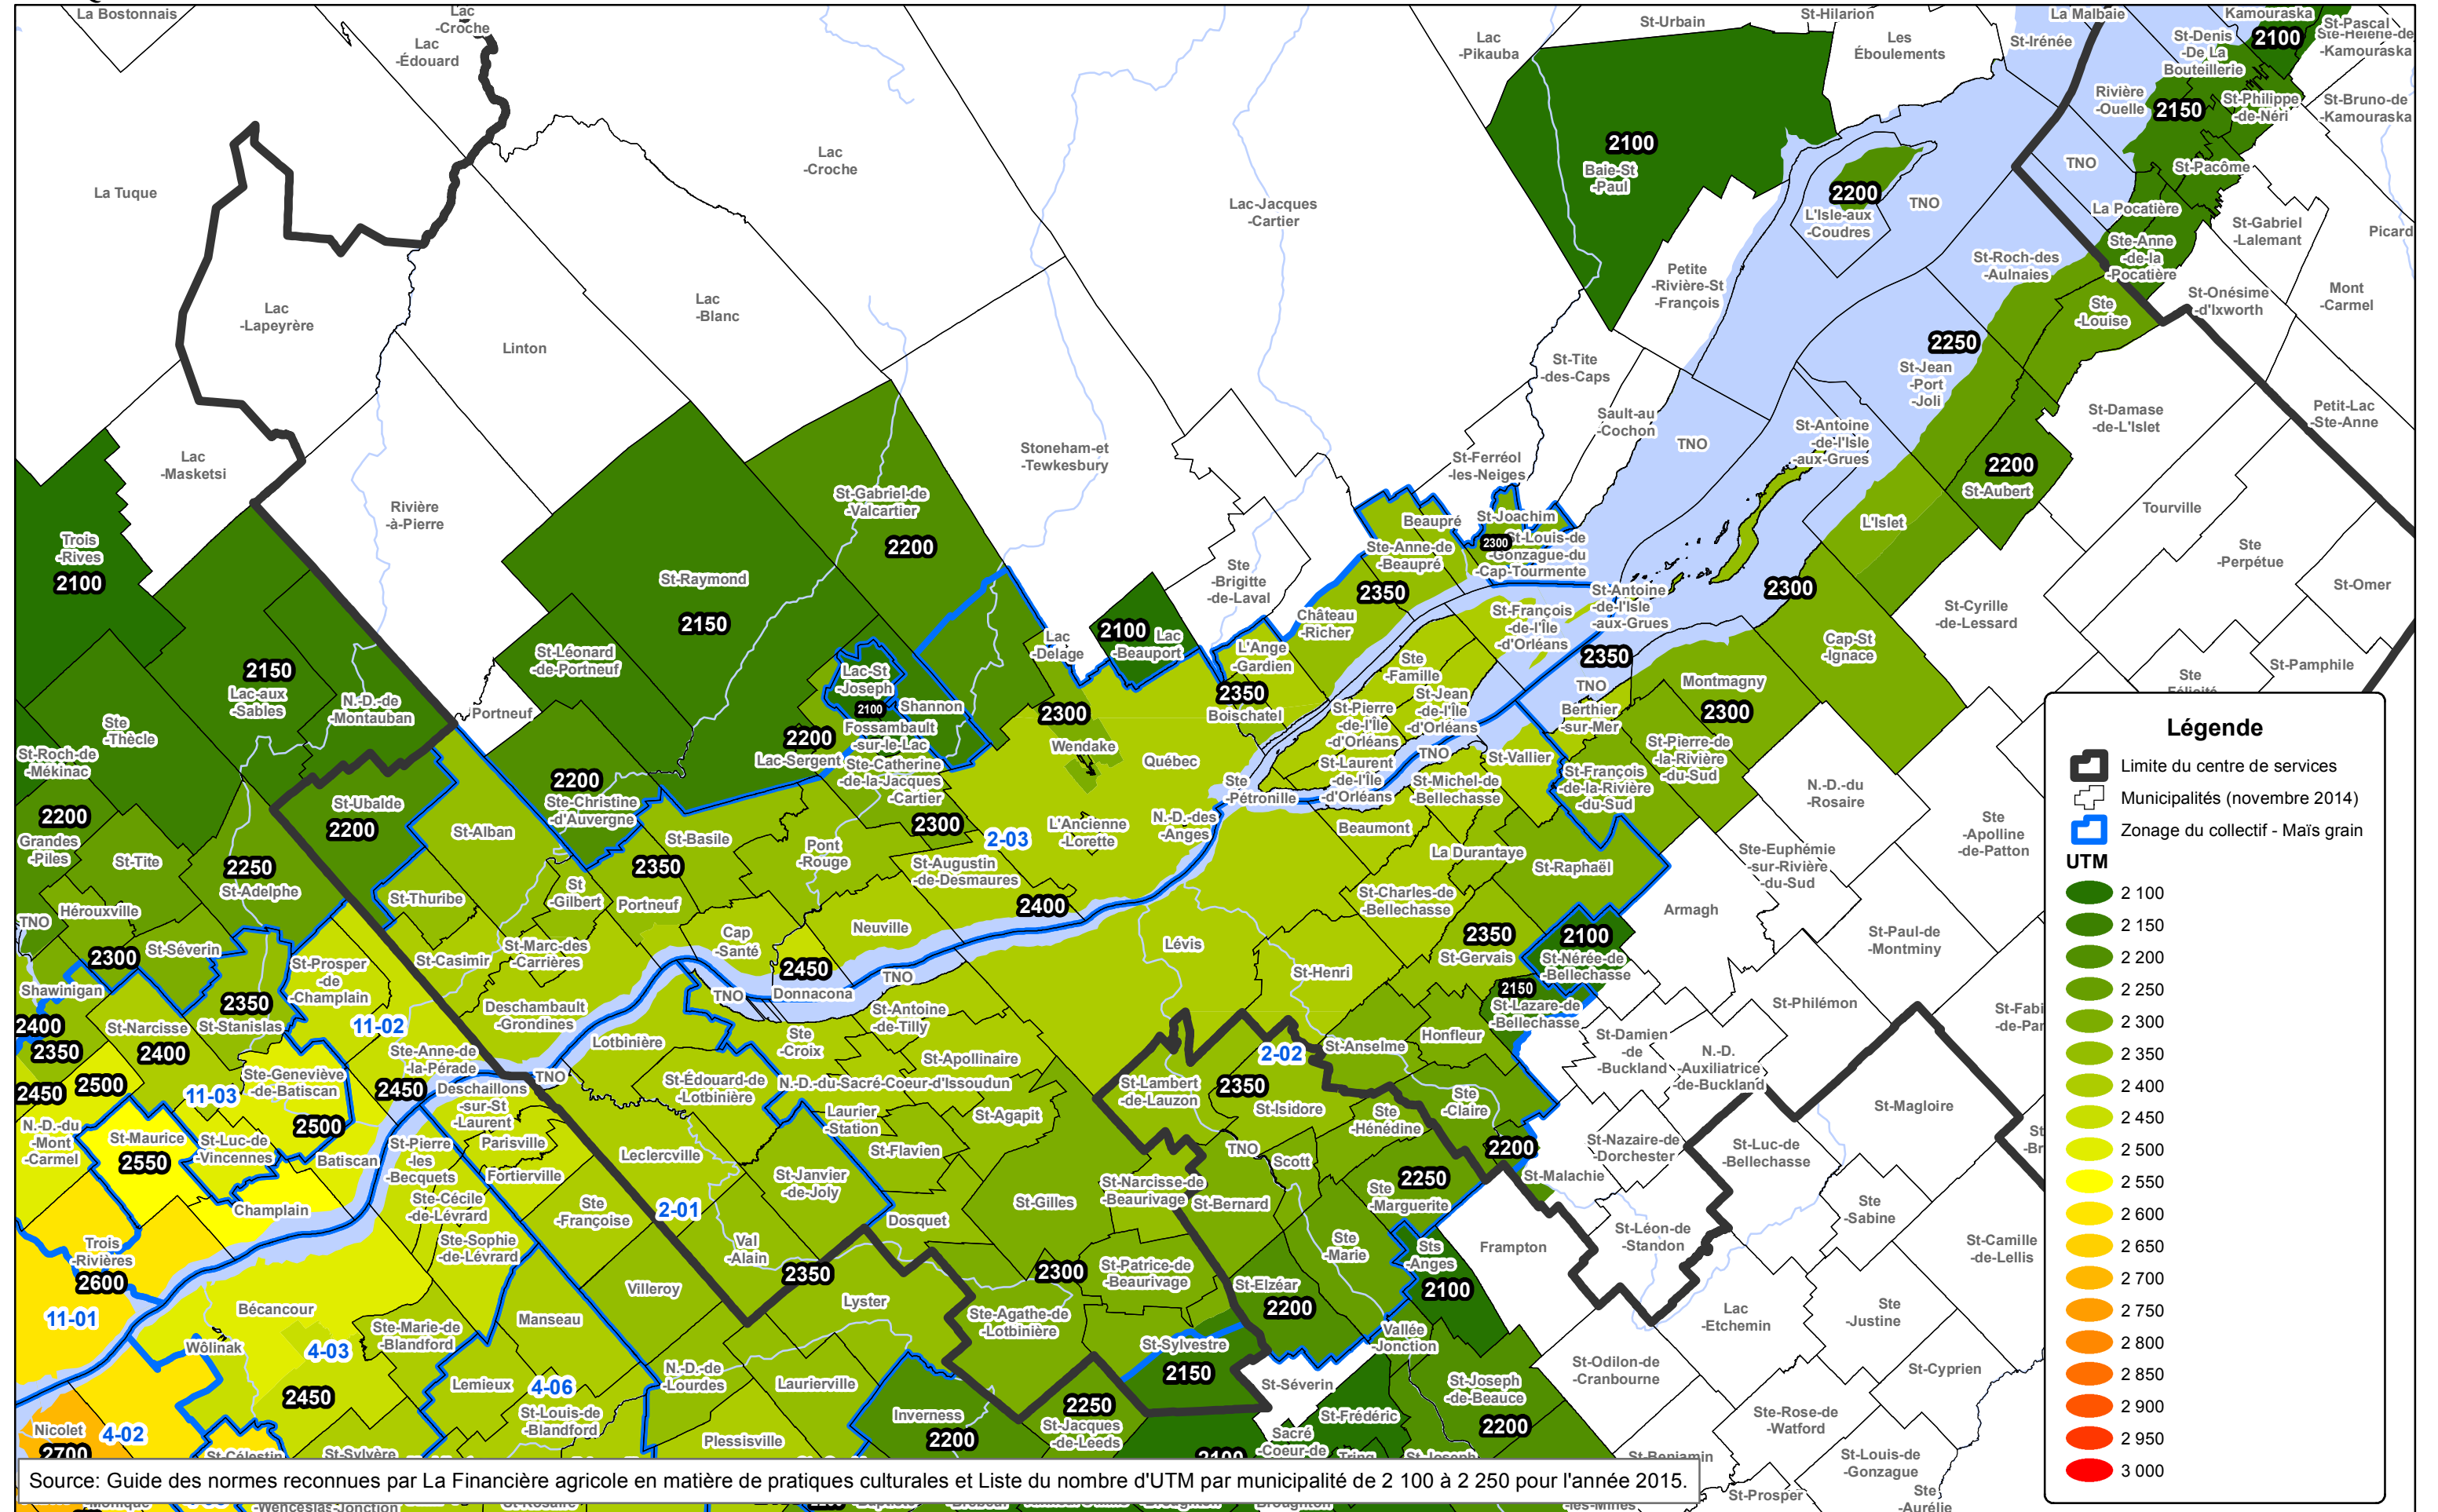 La Bostonnais
Lac
-Croche
Lac
-Édouard
La Tuque
Lac
-Croche
Lac
-Lapeyrère
Linton
Lac
-Blanc
Lac-Jacques
-Cartier
Lac
-Pikauba
St-Urbain
St-Hilarion
Les
Éboulements
La Malbaie
St-Irénée
Kamouraska
2100
St-Pascal
Ste-Hélène-de
-Kamouraska
St-Denis
-De La
Bouteillerie
Rivière
-Ouelle
2150
St-Philippe
-de-Néri
St-Bruno-de
-Kamouraska
TNO
St-Pacôme
2100
Baie-St
-Paul
2200
L'Isle-aux
-Coudres
TNO
La Pocatière
St-Gabriel
-Lalemant
Picard
Ste-Anne
-de-la
-Pocatière
St-Roch-des
-Aulnaies
Petite
-Rivière-St
-François
St-Onésime
-d'Ixworth
Mont
-Carmel
Ste
-Louise
2250
St-Jean
-Port
-Joli
St-Tite
-des-Caps
Sault-au
-Cochon
TNO
St-Antoine
-de-l'Isle
-aux-Grues
St-Damase
-de-L'Islet
Petit-Lac
-Ste-Anne
2200
St-Aubert
Tourville
L'Islet
Ste
-Perpétue
St-Omer
St-Cyrille
-de-Lessard
St-Pamphile
Ste
Lac
-Masketsi
Rivière
-à-Pierre
Stoneham-et
-Tewkesbury
St-Ferréol
-les-Neiges
St-Gabriel-de
-Valcartier
2200
Beaupré
St-Joachim
2300
St-Louis-de
-Gonzague-du
-Cap-Tourmente
Ste-Anne-de
-Beaupré
2350
Trois
-Rives
2100
St-Raymond
2150
Ste
-Brigitte
-de-Laval
Château
-Richer
St-François
-de-l'Île
-d'Orléans
St-Antoine
-de-l'Isle
-aux-Grues
2300
Cap-St
-Ignace
St-Léonard
-de-Portneuf
Lac
-Delage
2100
Lac
-Beauport
L'Ange
-Gardien
2350
Boischatel
Ste
-Famille
2350
TNO
Montmagny
2300
2150
Lac-aux
-Sables
N.-D.-de
-Montauban
Portneuf
Lac-St
-Joseph
2100
Shannon
Fossambault
-sur-le-Lac
2200
Lac-Sergent
Ste-Catherine
-de-la-Jacques
-Cartier
2300
2300
Wendake
Québec
St-Pierre
-de-l'Île
-d'Orléans
St-Jean
-de-l'Île
-d'Orléans
TNO
Berthier
-sur-Mer
St-Pierre-de
-la-Rivière
-du-Sud
Ste
-Thècle
St-Roch-de
-Mékinac
2200
Grandes
-Piles
St-Tite
2250
St-Adelphe
St-Ubalde
2200
2200
Ste-Christine
-d'Auvergne
St-Alban
St-Basile
Pont
-Rouge
2350
2-03
L'Ancienne
-Lorette
N.-D.-des
-Anges
Ste
-Pétronille
St-Laurent
-de-l'Île
-d'Orléans
St-Michel-de
-Bellechasse
St-Vallier
St-François
-de-la-Rivière
-du-Sud
N.-D.-du
-Rosaire
Beaumont
La Durantaye
St-Raphaël
Ste-Euphémie
-sur-Rivière
-du-Sud
Ste
-Apolline
-de-Patton
St-Augustin
-de-Desmaures
St-Thuribe
St
-Gilbert
Portneuf
2400
St-Charles-de
-Bellechasse
Armagh
TNO
Hérouxville
St-Séverin
2300
Shawinigan
St-Prosper
-de
-Champlain
St-Casimir
St-Marc-des
-Carrières
Cap
-Santé
Neuville
2450
Donnacona
TNO
TNO
Lévis
St-Henri
2350
St-Gervais
2100
St-Nérée-de
-Bellechasse
2150
St-Lazare-de
-Bellechasse
St-Paul-de
-Montminy
St-Philémon
St-Fabi
-de-Par
2400
2350
2450
St-Narcisse
2400
2350
St-Stanislas
11-02
Deschambault
-Grondines
Lotbinière
Ste
-Croix
St-Antoine
-de-Tilly
St-Apollinaire
2-02
St-Anselme
Honfleur
St-Damien
-de
-Buckland
N.-D.
-Auxiliatrice
-de-Buckland
2500
11-03
Ste-Geneviève
-de-Batiscan
2500
Ste-Anne-de
-la-Pérade
2450
Deschaillons
-sur-St
-Laurent
TNO
St-Édouard-de
-Lotbinière
N.-D.-du-Sacré-Coeur-d'Issoudun
Laurier
-Station
St-Agapit
St-Lambert
-de-Lauzon
2350
St-Isidore
Ste
-Hénédine
Ste
-Claire
St-Magloire
N.-D.-du
-Mont
-Carmel
St-Maurice
2550
St-Luc-de
-Vincennes
Batiscan
St-Pierre
-les
-Becquets
Parisville
Fortierville
Leclercville
St-Flavien
TNO
Scott
2200
St-Malachie
St-Nazaire-de
-Dorchester
St-Luc-de
-Bellechasse
St
-Br
Champlain
Ste-Cécile
-de-Lévrard
Ste
-Françoise
2-01
St-Janvier
-de-Joly
Dosquet
St-Gilles
St-Narcisse-de
-Beaurivage
St-Bernard
2250
Ste
-Marguerite
Ste
-Sabine
St-Léon-de
-Standon
St-Camille
-de-Lellis
Frampton
Trois
-Rivières
2600
11-01
Ste-Sophie
-de-Lévrard
Val
-Alain
2350
2300
St-Patrice-de
-Beaurivage
Ste
-Marie
Sts
-Anges
2100
St-Elzéar
2200
Bécancour
Villeroy
Lyster
Ste-Agathe-de
-Lotbinière
Lac
-Etchemin
Ste
-Justine
Wôlinak
4-03
Ste-Marie-de
-Blandford
Manseau
St-Sylvestre
2150
Vallée
-Jonction
St-Odilon-de
-Cranbourne
St-Cyprien
2450
Lemieux
4-06
N.-D.-de
-Lourdes
Laurierville
St-Séverin
St-Joseph
-de-Beauce
2200
Nicolet
2700
4-02
St-Célestin
St-Sylvère
St-Louis-de
-Blandford
Plessisville
Inverness
2200
2250
St-Jacques
-de-Leeds
2100
Sacré
-Coeur-de
St-Frédéric
Tring
St-Joseph
St-Benjamin
Ste-Rose-de
-Watford
St-Louis-de
-Gonzague
St-Prosper
Ste
-Aurélie
-les-Mines
-Wenceslas-Jonction
Légende
Limite du centre de services
Municipalités (novembre 2014)
Zonage du collectif - Maïs grain
UTM
2 100
2 150
2 200
2 250
2 300
2 350
2 400
2 450
2 500
2 550
2 600
2 650
2 700
2 750
2 800
2 850
2 900
2 950
3 000
Source: Guide des normes reconnues par La Financière agricole en matière de pratiques culturales et Liste du nombre d'UTM par municipalité de 2 100 à 2 250 pour l'année 2015.